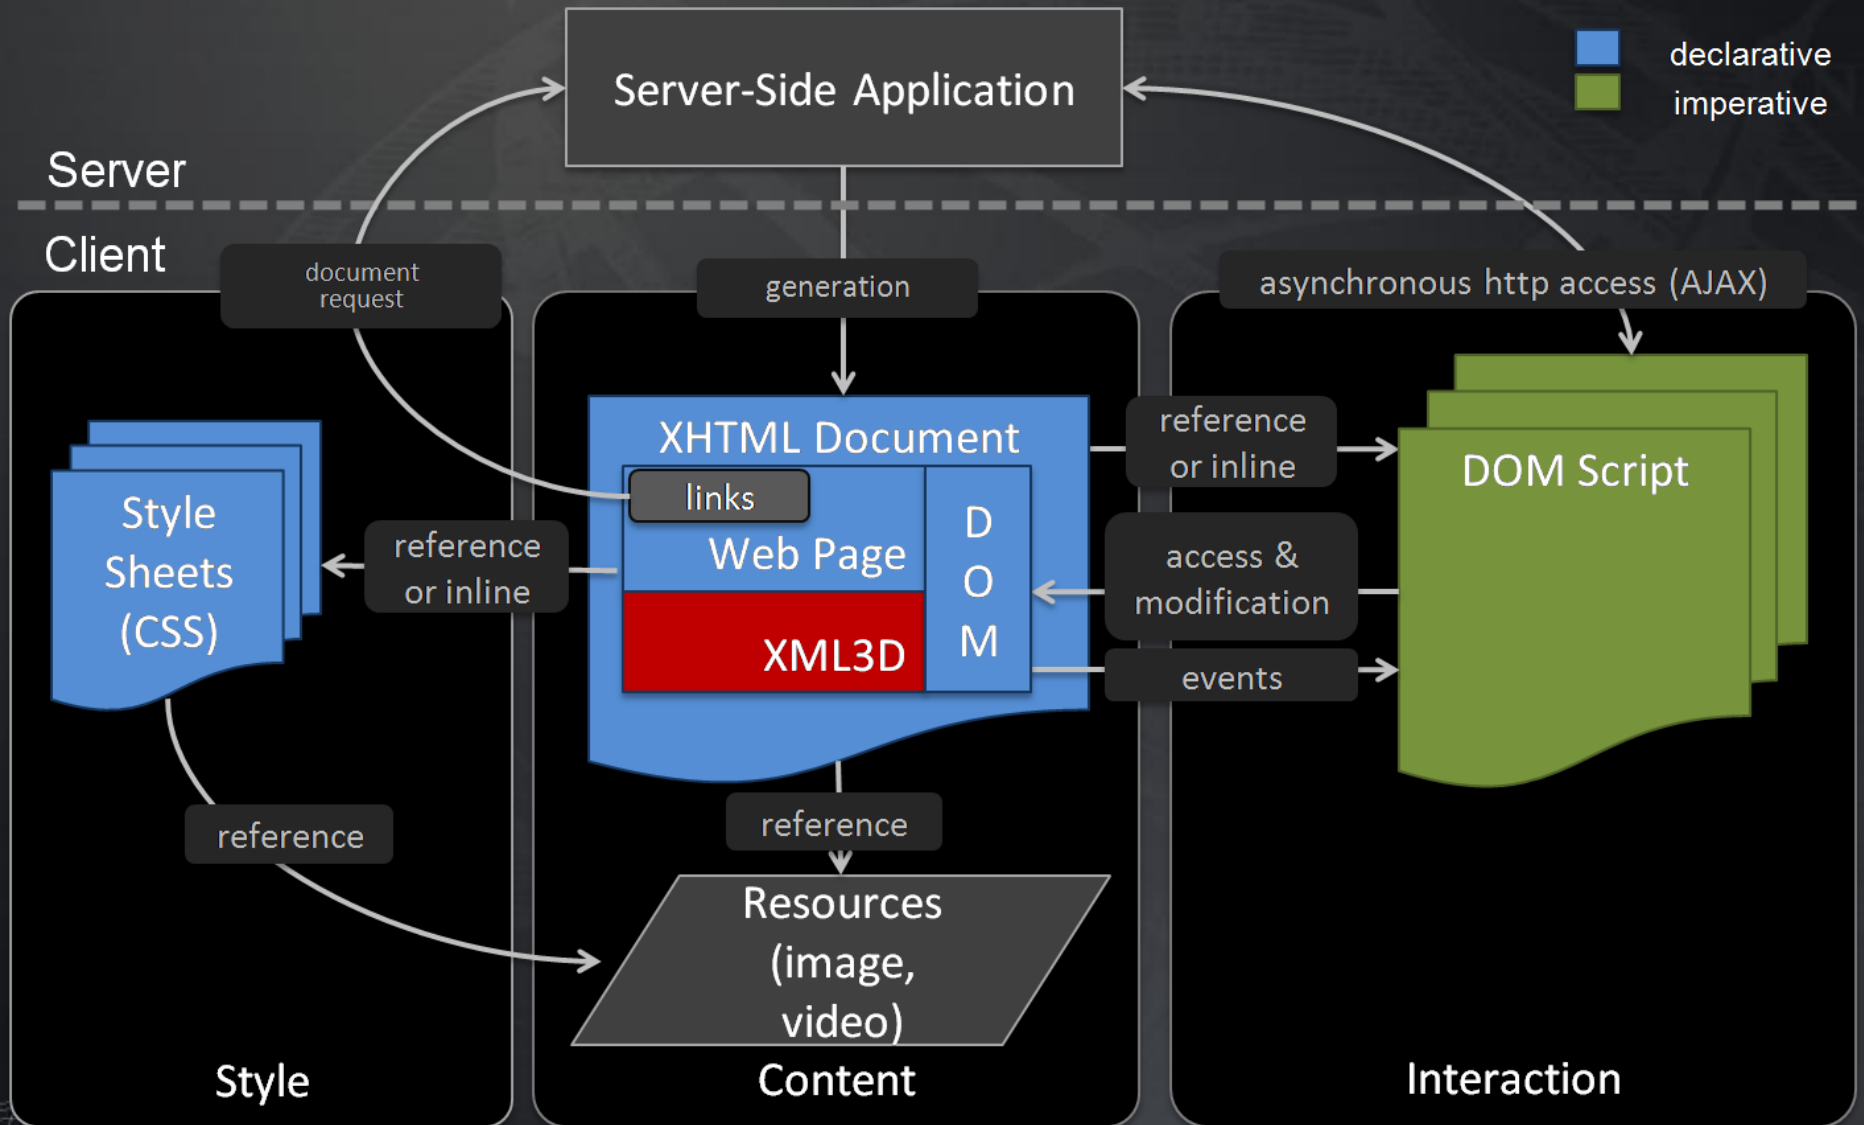 Server-Side Application
declarative
imperative
Server
Client
document
request
generation
asynchronous http access (AJAX)
Style
Sheets
(CSS)
reference
or inline
XHTML Document
links
Web Page
XML3D
D
O
M
reference
or inline
access &
modification
events
DOM Script
reference
reference
Resources
(image,
video)
Style
Content
Interaction